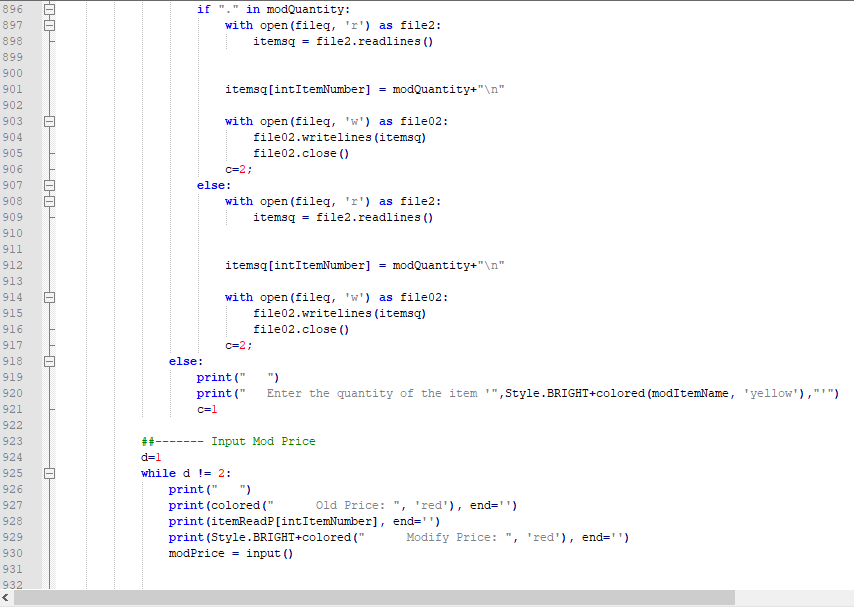 896 if "." in modQuantity:
897 with open(fileq, 'r') as file2:
898 itemsq = file2.readlines()
899
900
901 itemsq[intItemNumber] = modQuantity+"\n"
902
903 with open(fileq, 'w') as file02:
904 file02.writelines(itemsq)
905 file02.close()
906 c=2;
907 else:
908 with open(fileq, 'r') as file2:
909 itemsq = file2.readlines()
910
911
912 itemsq[intItemNumber] = modQuantity+"\n"
913
914 with open(fileq, 'w') as file02:
915 file02.writelines(itemsq)
916 file02.close()
917 c=2;
918 else:
919 print("   ")
920 print("   Enter the quantity of the item '",Style.BRIGHT+colored(modItemName, 'yellow'),"'")
921 c=1
922
923 ##------- Input Mod Price
924 d=1
925 while d != 2:
926 print("   ")
927 print(colored("      Old Price: ", 'red'), end='')
928 print(itemReadP[intItemNumber], end='')
929 print(Style.BRIGHT+colored("      Modify Price: ", 'red'), end='')
930 modPrice = input()
931
932